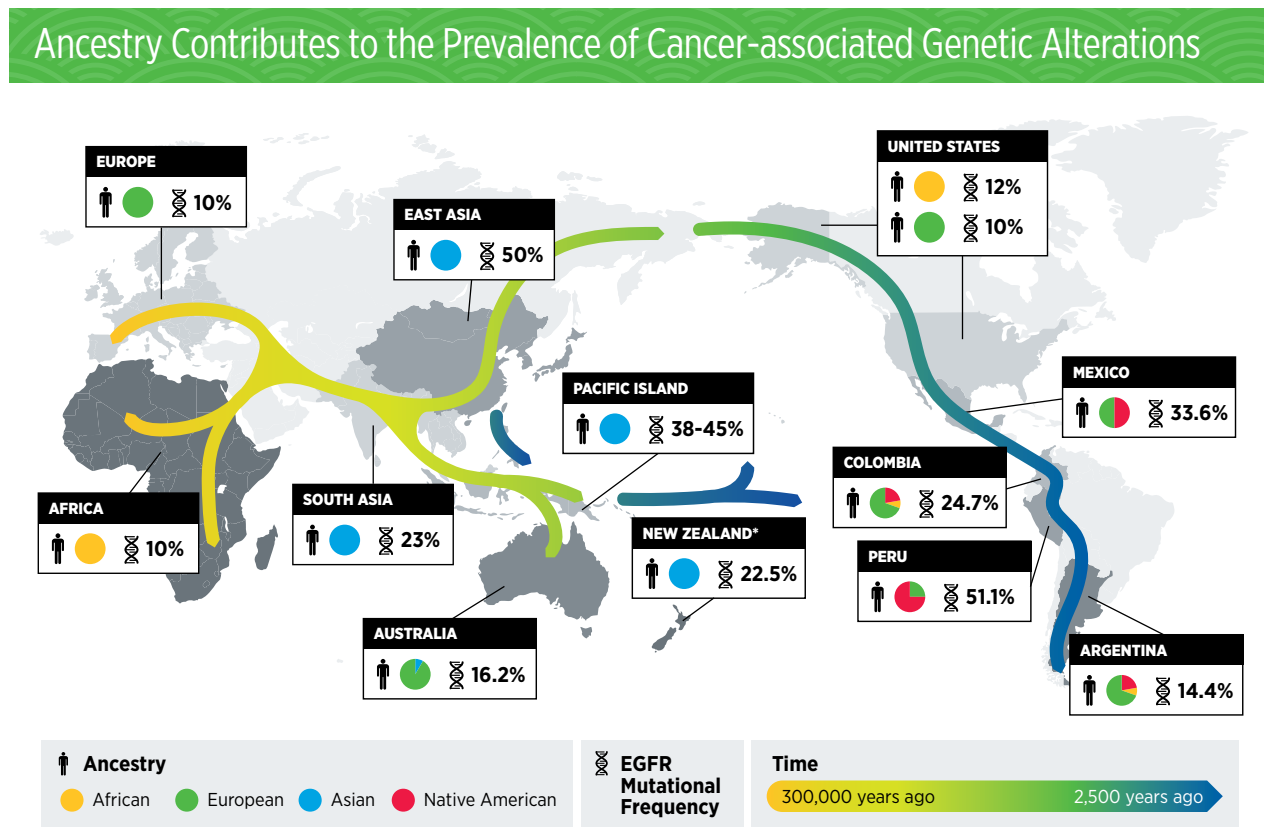 Ancestry Contributes to the Prevalence of Cancer-associated Genetic Alterations
EUROPE
10%
EAST ASIA
50%
UNITED STATES
12%
10%
PACIFIC ISLAND
38-45%
MEXICO
33.6%
COLOMBIA
24.7%
AFRICA
10%
SOUTH ASIA
23%
NEW ZEALAND*
22.5%
PERU
51.1%
AUSTRALIA
16.2%
ARGENTINA
14.4%
Ancestry
African
European
Asian
Native American
EGFR
Mutational
Frequency
Time
300,000 years ago
2,500 years ago